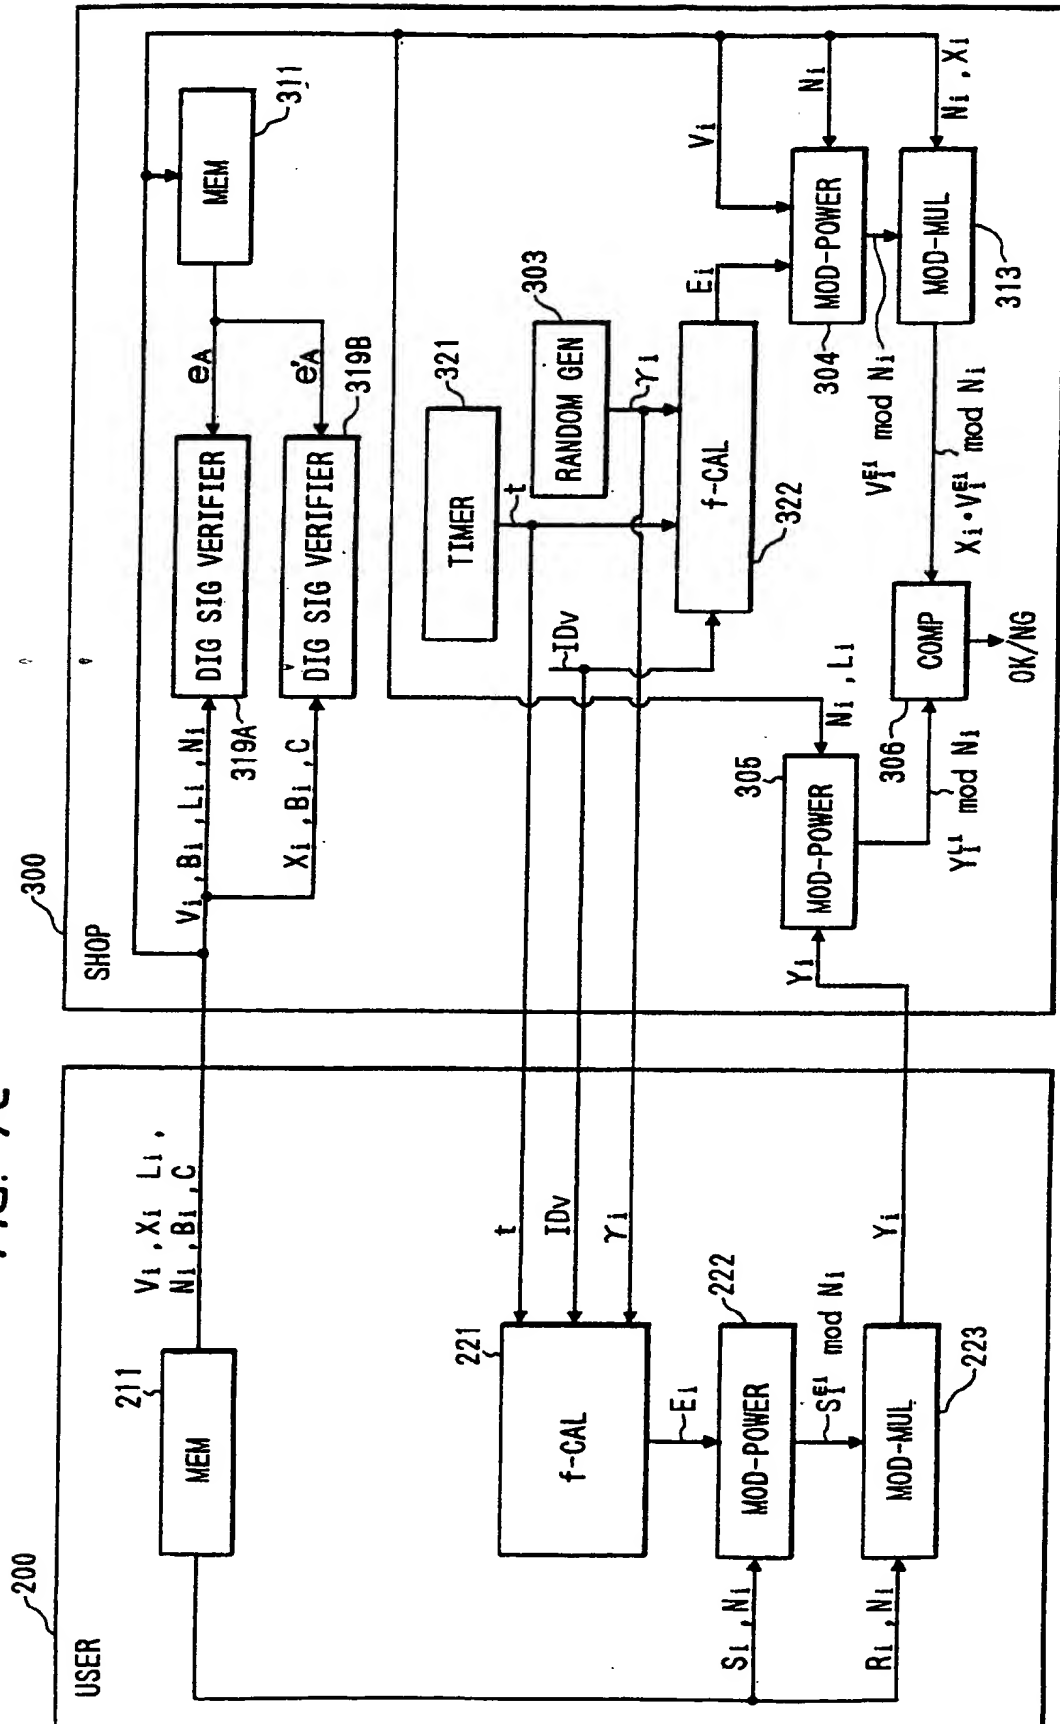 FIG. 7C
200
USER
211
MEM
Vi , Xi Li ,
Ni , Bi , C
221
f-CAL
t
IDv
γi
Ei
222
MOD-POWER
Si , Ni
Si^Ei mod Ni
MOD-MUL
223
Ri , Ni
Yi
300
SHOP
Vi , Bi , Li , Ni
Xi , Bi , C
319A
DIG SIG VERIFIER
DIG SIG VERIFIER
319B
eA
e'A
MEM
311
TIMER
321
t
IDv
RANDOM GEN
303
γi
f-CAL
322
Ei
Vi
Ni
MOD-POWER
304
Vi^Ei mod Ni
Ni , Xi
MOD-MUL
313
Xi·Vi^Ei mod Ni
Ni , Li
305
MOD-POWER
Yi
Yi^Li mod Ni
306
COMP
OK/NG